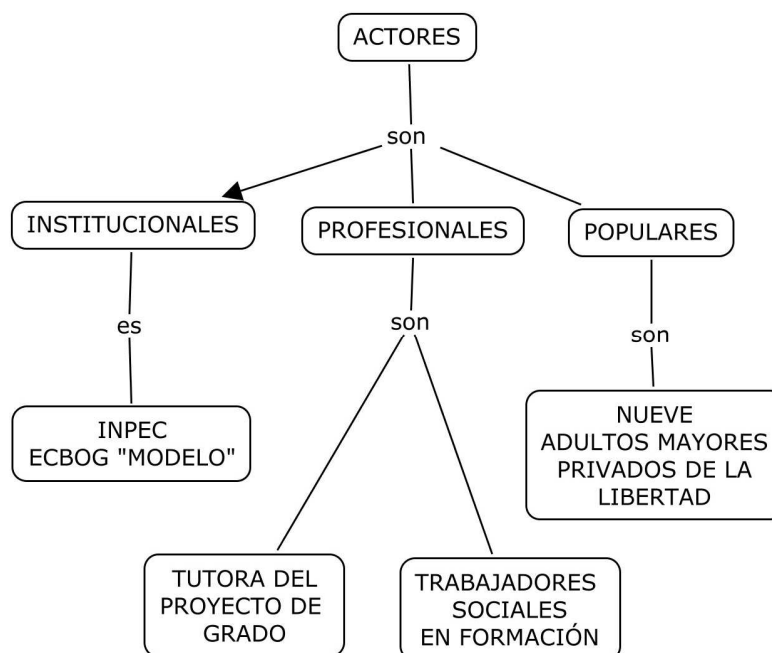 ACTORES
son
INSTITUCIONALES
PROFESIONALES
POPULARES
es
son
son
INPEC
ECBOG "MODELO"
NUEVE
ADULTOS MAYORES
PRIVADOS DE LA
LIBERTAD
TUTORA DEL
PROYECTO DE
GRADO
TRABAJADORES
SOCIALES
EN FORMACIÓN